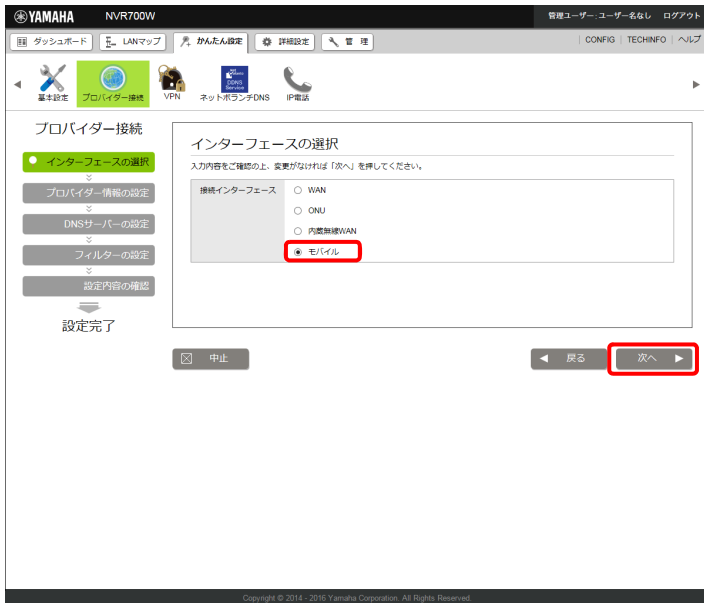 YAMAHA NVR700W 管理ユーザー:ユーザー名なし ログアウト
ダッシュボード LANマップ かんたん設定 詳細設定 管 理 CONFIG | TECHINFO | ヘルプ
DDNS
Service
基本設定 プロバイダー接続 VPN ネットボランチDNS IP電話
プロバイダー接続
インターフェースの選択
プロバイダー情報の設定
DNSサーバーの設定
フィルターの設定
設定内容の確認
設定完了
インターフェースの選択
入力内容をご確認の上、変更がなければ「次へ」を押してください。
接続インターフェース WAN
ONU
内蔵無線WAN
モバイル
中止 戻る 次へ
Copyright © 2014 - 2016 Yamaha Corporation. All Rights Reserved.